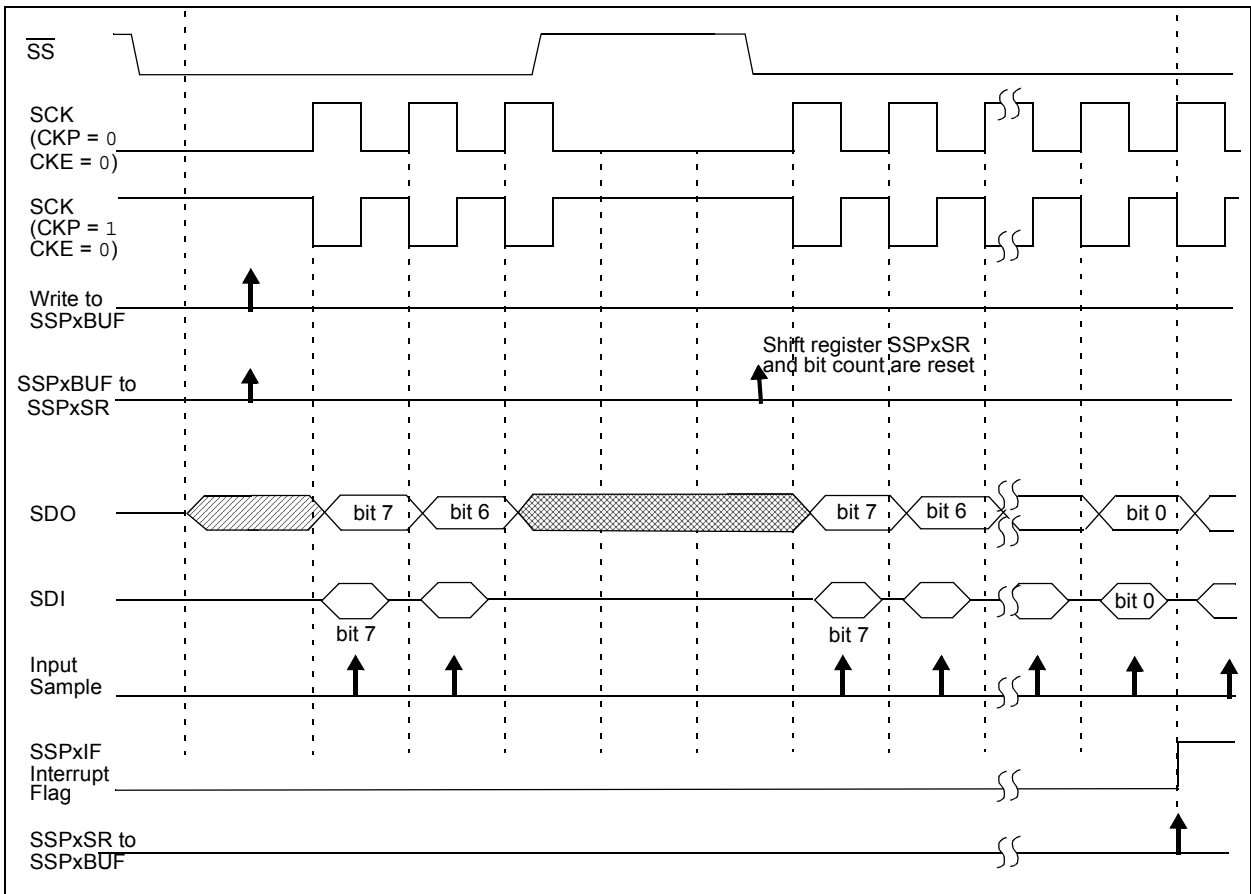 SS
SCK
(CKP = 0
CKE = 0)
SCK
(CKP = 1
CKE = 0)
Write to
SSPxBUF
Shift register SSPxSR
and bit count are reset
SSPxBUF to
SSPxSR
SDO
bit 7
bit 6
bit 7
bit 6
bit 0
SDI
bit 0
bit 7
bit 7
Input
Sample
SSPxIF
Interrupt
Flag
SSPxSR to
SSPxBUF